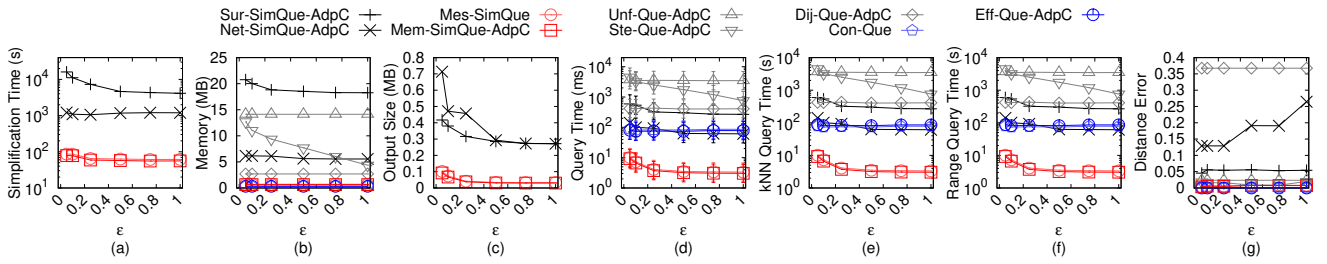 Sur-SimQue-AdpC
Net-SimQue-AdpC
Mes-SimQue
Mem-SimQue-AdpC
Unf-Que-AdpC
Ste-Que-AdpC
Dij-Que-AdpC
Con-Que
Eff-Que-AdpC
Simplification Time (s)
10^4
10^3
10^2
10^1
0 0.2 0.4 0.6 0.8 1
ε
(a)
Memory (MB)
25
20
15
10
5
0
0 0.2 0.4 0.6 0.8 1
ε
(b)
Output Size (MB)
0.8
0.7
0.6
0.5
0.4
0.3
0.2
0.1
0
0 0.2 0.4 0.6 0.8 1
ε
(c)
Query Time (ms)
10^4
10^3
10^2
10^1
10^0
0 0.2 0.4 0.6 0.8 1
ε
(d)
kNN Query Time (s)
10^4
10^3
10^2
10^1
10^0
0 0.2 0.4 0.6 0.8 1
ε
(e)
Range Query Time (s)
10^4
10^3
10^2
10^1
10^0
0 0.2 0.4 0.6 0.8 1
ε
(f)
Distance Error
0.4
0.35
0.3
0.25
0.2
0.15
0.1
0.05
0
0 0.2 0.4 0.6 0.8 1
ε
(g)